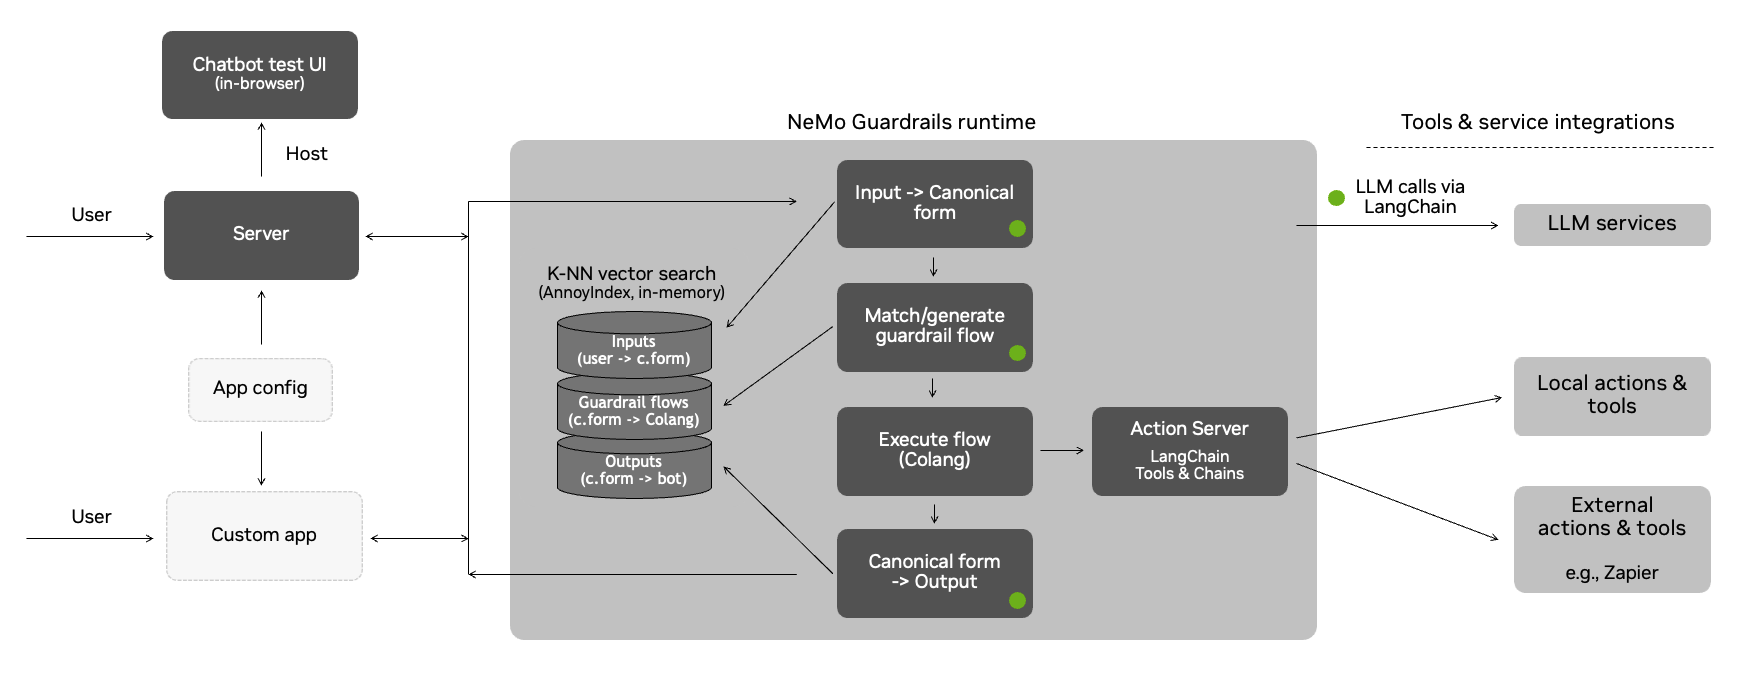 Chatbot test UI
(in-browser)
Host
User
Server
App config
User
Custom app
NeMo Guardrails runtime
Input -> Canonical
form
K-NN vector search
(AnnoyIndex, in-memory)
Inputs
(user -> c.form)
Guardrail flows
(c.form -> Colang)
Outputs
(c.form -> bot)
Match/generate
guardrail flow
Execute flow
(Colang)
Action Server
LangChain
Tools & Chains
Canonical form
-> Output
Tools & service integrations
LLM calls via
LangChain
LLM services
Local actions &
tools
External
actions & tools
e.g., Zapier